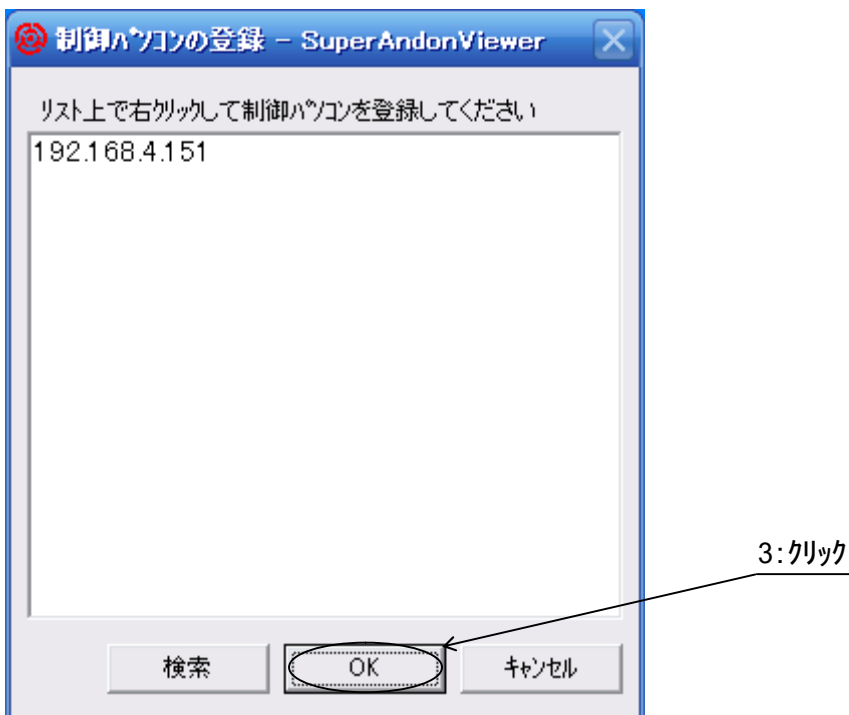 制御ﾊﾟｿｺﾝの登録 - SuperAndonViewer
リスト上で右ｸﾘｯｸして制御ﾊﾟｿｺﾝを登録してください
192.168.4.151
3:ｸﾘｯｸ
検索
OK
ｷｬﾝｾﾙ